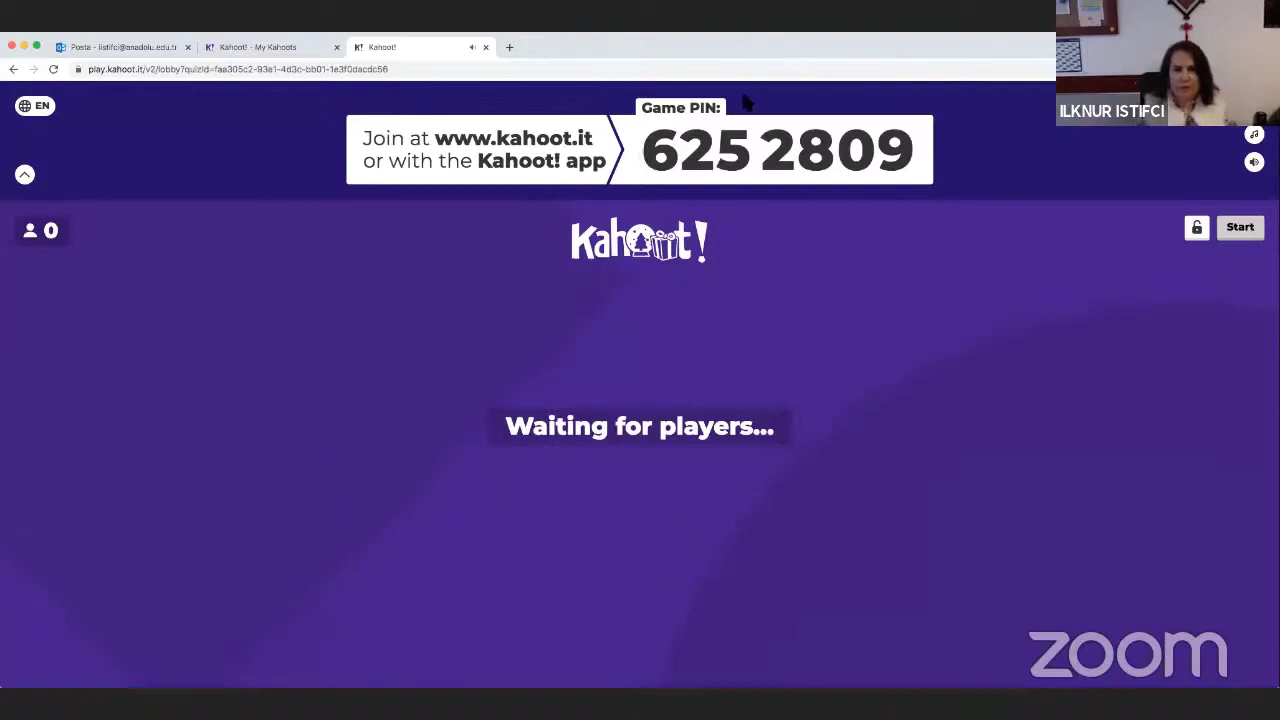 Posta - iistifci@anadolu.edu.tr
Kahoot! - My Kahoots
Kahoot!
play.kahoot.it/v2/lobby?quizId=faa305c2-93e1-4d3c-bb01-1e3f0dacdc56
ILKNUR ISTIFCI
EN
Game PIN:
Join at www.kahoot.it
or with the Kahoot! app
625 2809
0
Kahoot!
Start
Waiting for players...
zoom